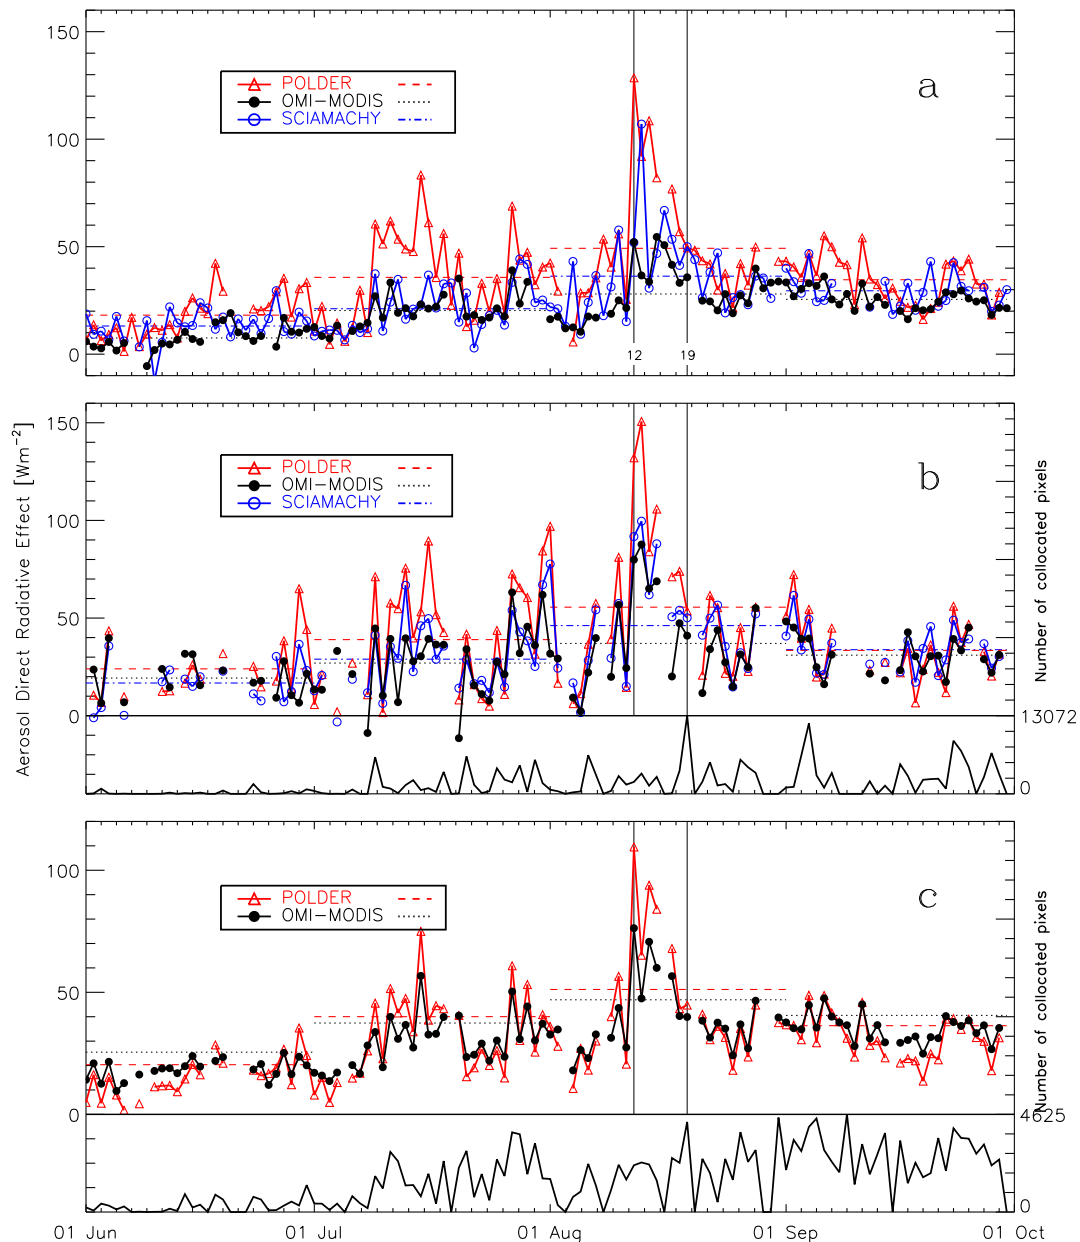 150
100
50
0
POLDER
OMI-MODIS
SCIAMACHY
a
12
19
Aerosol Direct Radiative Effect [Wm⁻²]
150
100
50
0
POLDER
OMI-MODIS
SCIAMACHY
b
Number of collocated pixels
13072
0
100
50
0
POLDER
OMI-MODIS
c
Number of collocated pixels
4625
0
01 Jun
01 Jul
01 Aug
01 Sep
01 Oct